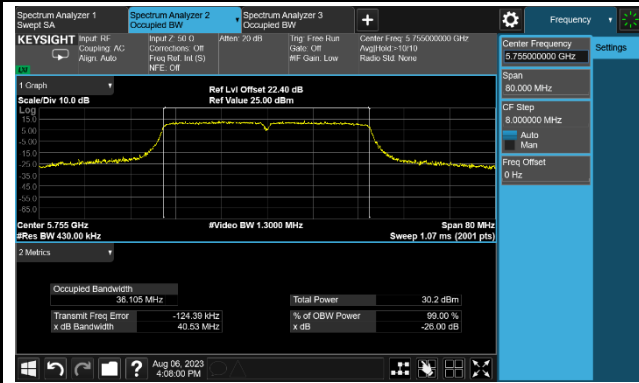 Spectrum Analyzer 1
Swept SA
Spectrum Analyzer 2
Occupied BW
Spectrum Analyzer 3
Occupied BW
Frequency
KEYSIGHT
Input: RF
Coupling: AC
Align: Auto
Input Z: 50 Ω
Corrections: Off
Freq Ref: Int (S)
NFE: Off
Atten: 20 dB
Trig: Free Run
Gate: Off
#IF Gain: Low
Center Freq: 5.755000000 GHz
Avg|Hold:>10/10
Radio Std: None
Center Frequency
5.755000000 GHz
Settings
Span
80.000 MHz
CF Step
8.000000 MHz
Auto
Man
Freq Offset
0 Hz
1 Graph
Scale/Div 10.0 dB
Ref Lvl Offset 22.40 dB
Ref Value 25.00 dBm
Log
15.0
5.00
-5.00
-15.0
-25.0
-35.0
-45.0
-55.0
-65.0
Center 5.755 GHz
#Res BW 430.00 kHz
#Video BW 1.3000 MHz
Span 80 MHz
Sweep 1.07 ms (2001 pts)
2 Metrics
Occupied Bandwidth
36.105 MHz
Total Power 30.2 dBm
Transmit Freq Error -124.39 kHz
% of OBW Power 99.00 %
x dB Bandwidth 40.53 MHz
x dB -26.00 dB
Aug 06, 2023
4:08:00 PM